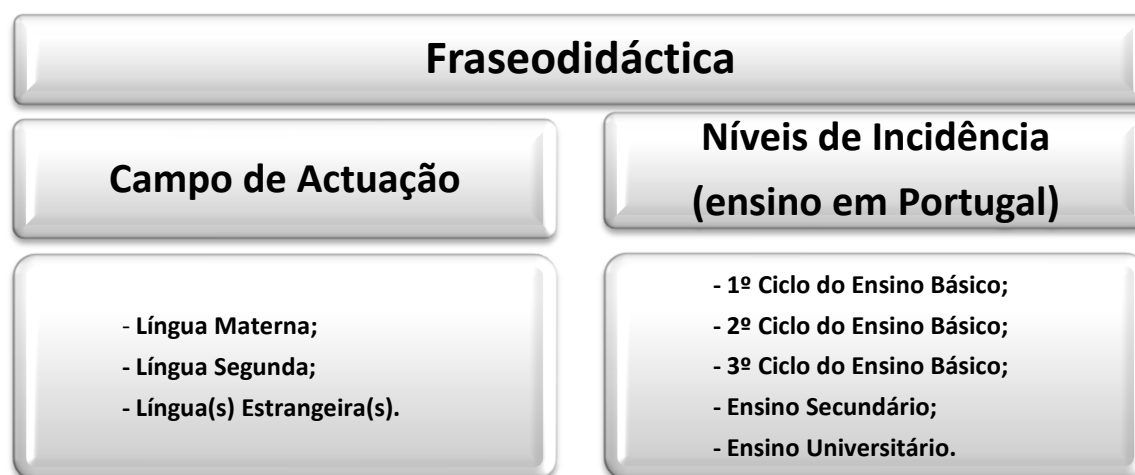 Fraseodidáctica
Campo de Actuação
Níveis de Incidência
(ensino em Portugal)
- Língua Materna;
- Língua Segunda;
- Língua(s) Estrangeira(s).
- 1º Ciclo do Ensino Básico;
- 2º Ciclo do Ensino Básico;
- 3º Ciclo do Ensino Básico;
- Ensino Secundário;
- Ensino Universitário.